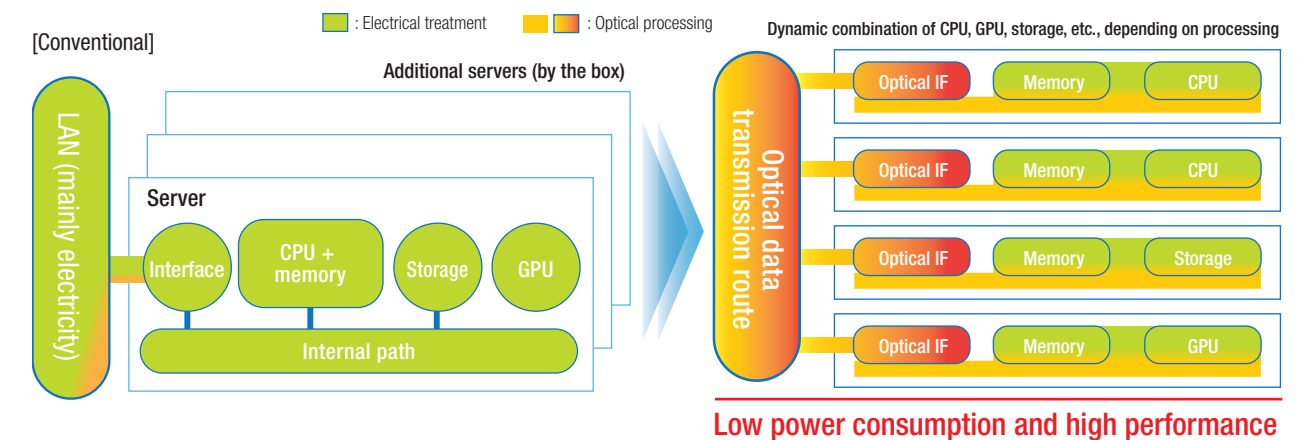 : Electrical treatment
: Optical processing
[Conventional]
Additional servers (by the box)
LAN (mainly electricity)
Server
Interface
CPU +
memory
Storage
GPU
Internal path
Dynamic combination of CPU, GPU, storage, etc., depending on processing
Optical data
transmission route
Optical IF
Memory
CPU
Optical IF
Memory
CPU
Optical IF
Memory
Storage
Optical IF
Memory
GPU
Low power consumption and high performance